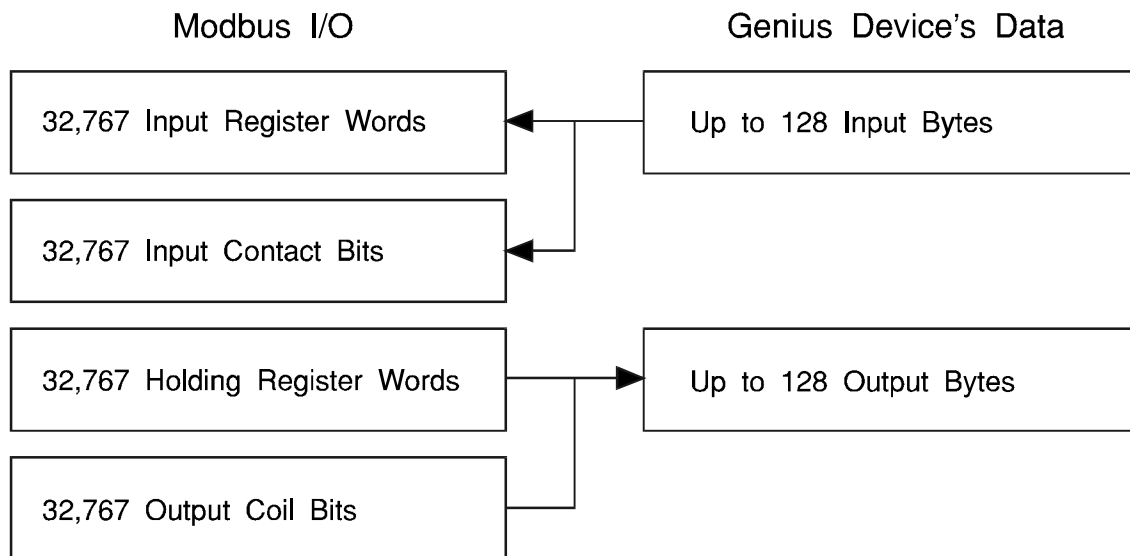 Modbus I/O
Genius Device's Data
32,767 Input Register Words
Up to 128 Input Bytes
32,767 Input Contact Bits
32,767 Holding Register Words
Up to 128 Output Bytes
32,767 Output Coil Bits